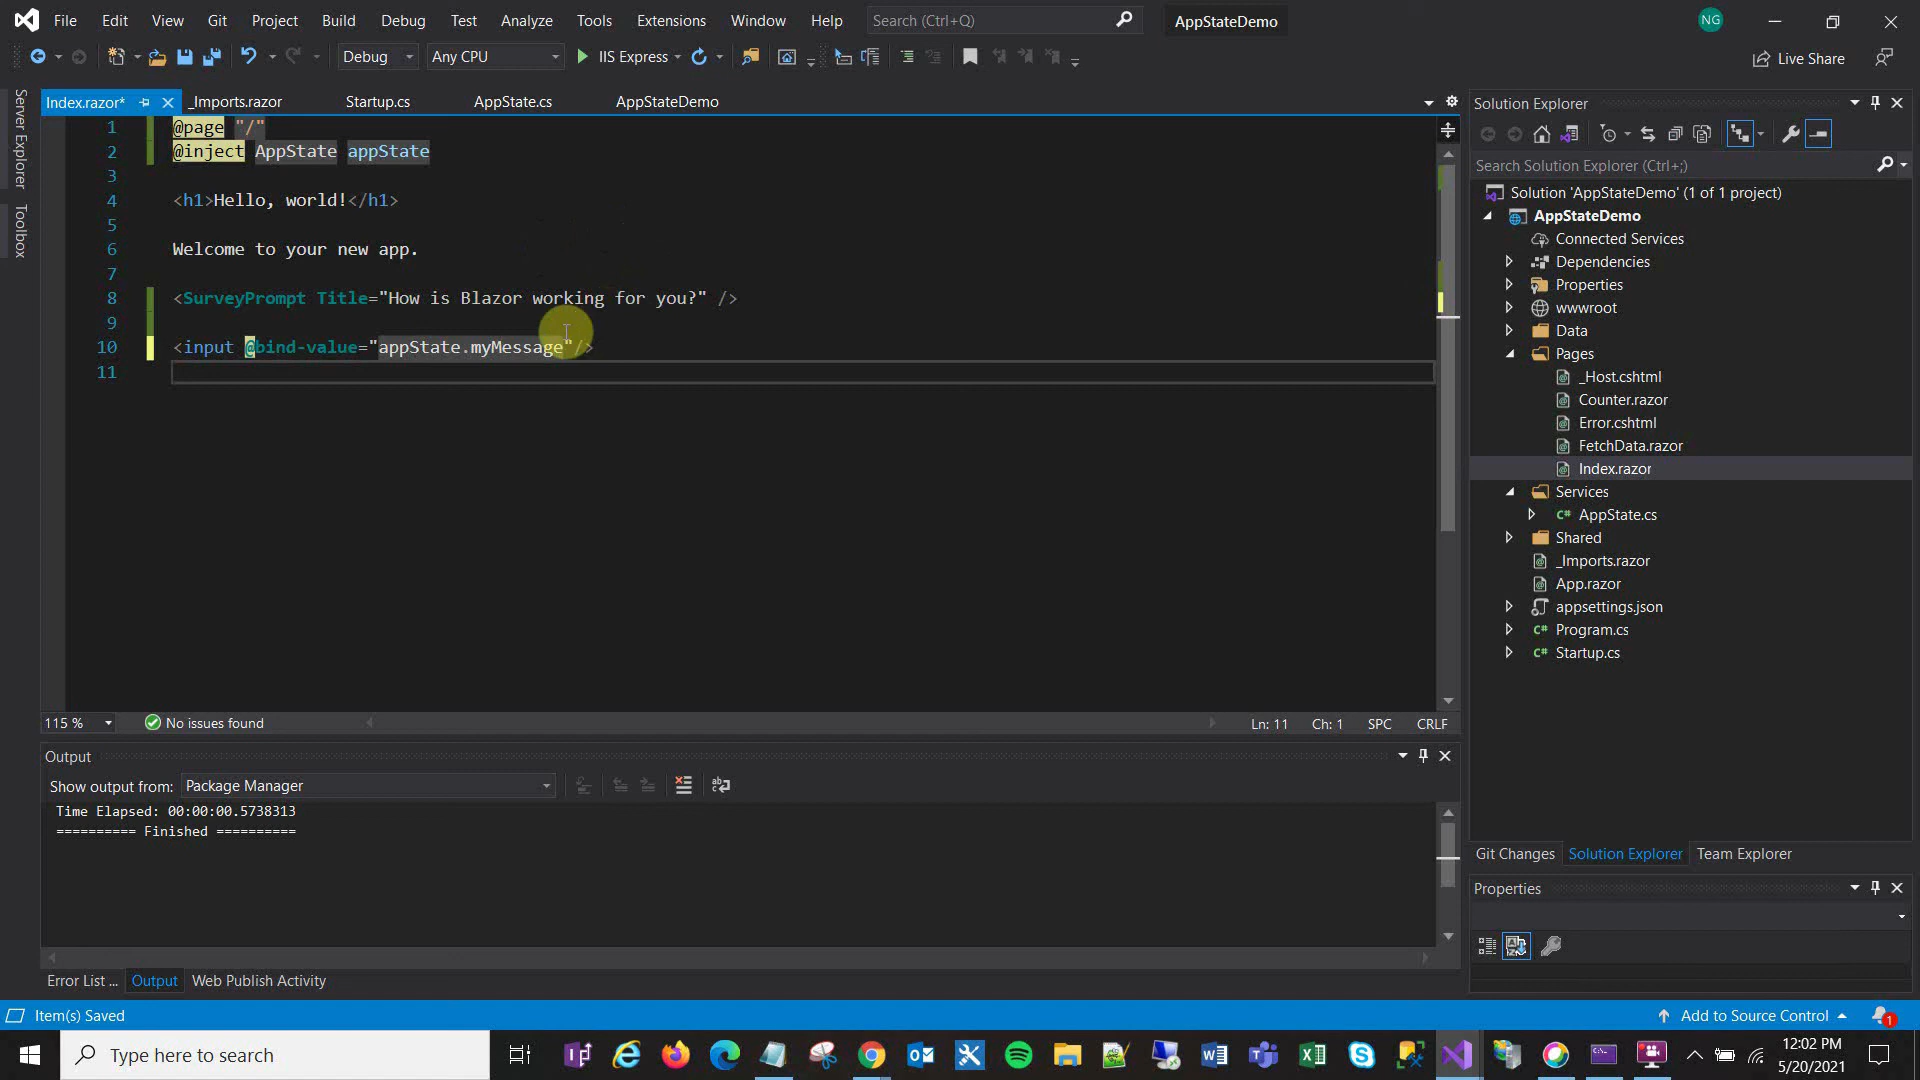 File Edit View Git Project Build Debug Test Analyze Tools Extensions Window Help Search (Ctrl+Q) AppStateDemo NG
Debug Any CPU IIS Express Live Share
Server Explorer
Toolbox
Index.razor* _Imports.razor Startup.cs AppState.cs AppStateDemo
1 @page "/"
2 @inject AppState appState
3
4 <h1>Hello, world!</h1>
5
6 Welcome to your new app.
7
8 <SurveyPrompt Title="How is Blazor working for you?" />
9
10 <input @bind-value="appState.myMessage"/>
11
115 % No issues found Ln: 11 Ch: 1 SPC CRLF
Output
Show output from: Package Manager
Time Elapsed: 00:00:00.5738313
========== Finished ==========
Error List ... Output Web Publish Activity
Solution Explorer
Search Solution Explorer (Ctrl+;)
Solution 'AppStateDemo' (1 of 1 project)
AppStateDemo
Connected Services
Dependencies
Properties
wwwroot
Data
Pages
_Host.cshtml
Counter.razor
Error.cshtml
FetchData.razor
Index.razor
Services
C# AppState.cs
Shared
_Imports.razor
App.razor
appsettings.json
C# Program.cs
C# Startup.cs
Git Changes Solution Explorer Team Explorer
Properties
Item(s) Saved Add to Source Control 1
Type here to search
12:02 PM
5/20/2021